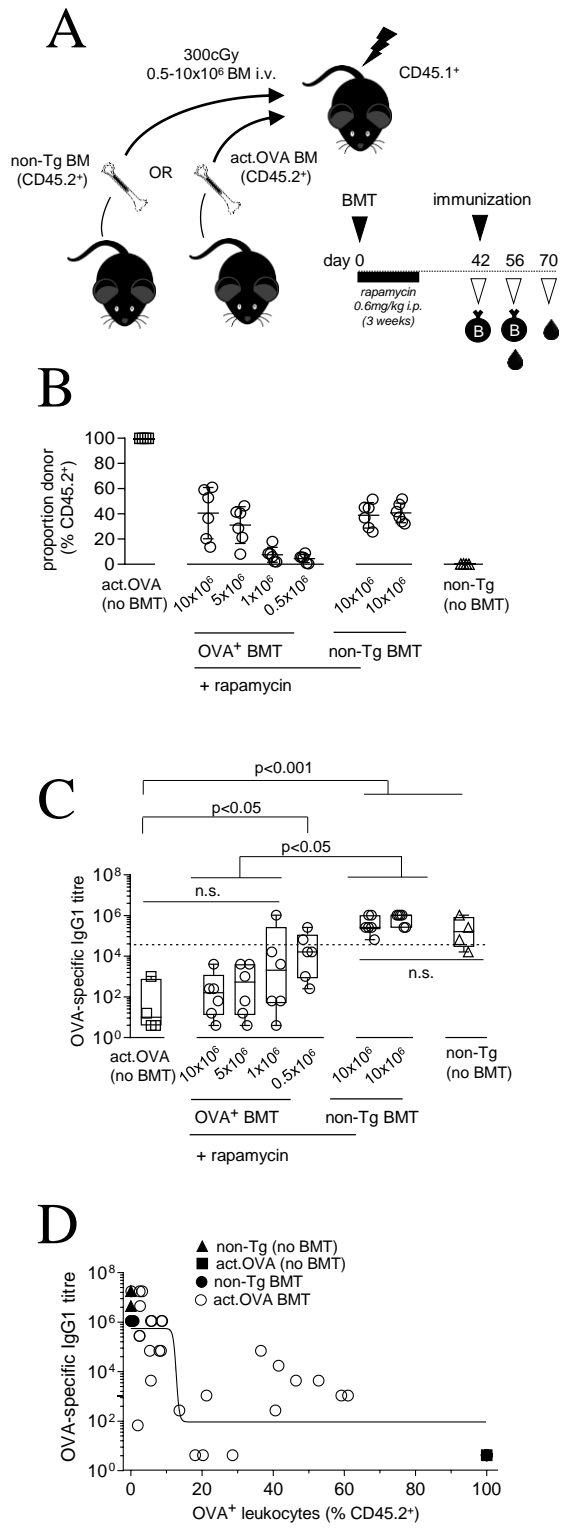 A
300cGy
0.5-10x10⁶ BM i.v.
CD45.1⁺
non-Tg BM
(CD45.2⁺)
OR
act.OVA BM
(CD45.2⁺)
BMT
immunization
day 0 42 56 70
rapamycin
0.6mg/kg i.p.
(3 weeks)
B B
B
proportion donor
(% CD45.2⁺)
100
80
60
40
20
0
act.OVA
(no BMT)
10x10⁶ 5x10⁶ 1x10⁶ 0.5x10⁶ 10x10⁶ 10x10⁶
non-Tg
(no BMT)
OVA⁺ BMT non-Tg BMT
+ rapamycin
C
p<0.001
p<0.05
p<0.05
n.s.
OVA-specific IgG1 titre
10⁸
10⁶
10⁴
10²
10⁰
n.s.
act.OVA
(no BMT)
10x10⁶ 5x10⁶ 1x10⁶ 0.5x10⁶ 10x10⁶ 10x10⁶
non-Tg
(no BMT)
OVA⁺ BMT non-Tg BMT
+ rapamycin
D
non-Tg (no BMT)
act.OVA (no BMT)
non-Tg BMT
act.OVA BMT
OVA-specific IgG1 titre
10⁸
10⁶
10⁴
10²
10⁰
0 20 40 60 80 100
OVA⁺ leukocytes (% CD45.2⁺)